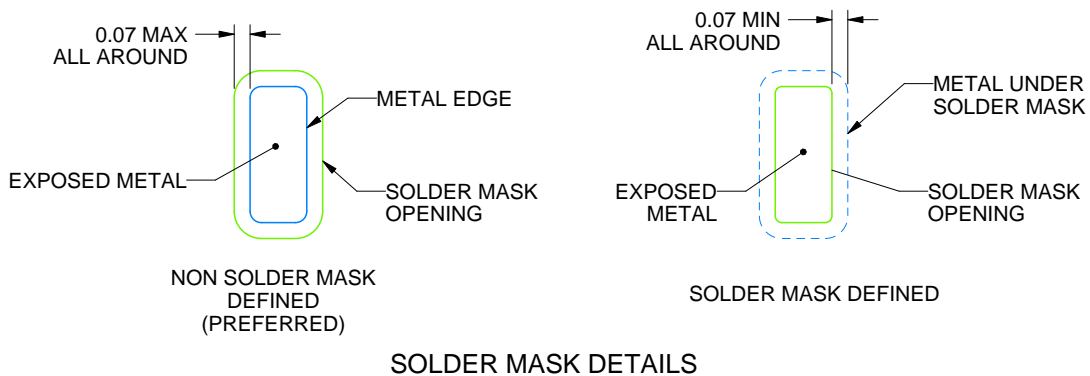 0.07 MAX
ALL AROUND
METAL EDGE
EXPOSED METAL
SOLDER MASK
OPENING
NON SOLDER MASK
DEFINED
(PREFERRED)
0.07 MIN
ALL AROUND
METAL UNDER
SOLDER MASK
EXPOSED
METAL
SOLDER MASK
OPENING
SOLDER MASK DEFINED
SOLDER MASK DETAILS